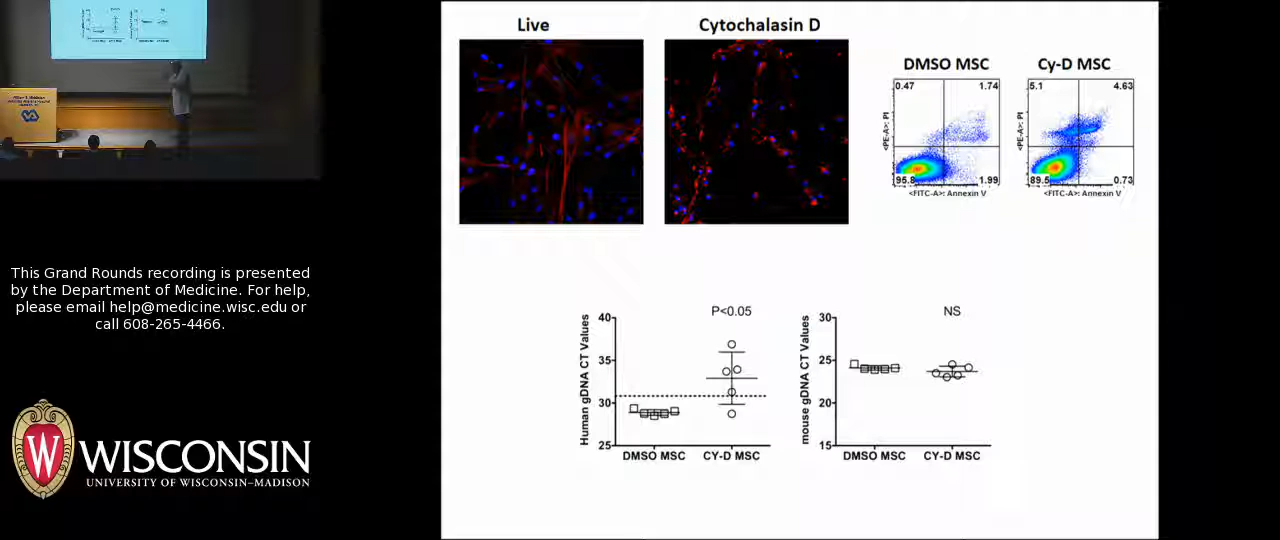 This Grand Rounds recording is presented
by the Department of Medicine. For help,
please email help@medicine.wisc.edu or
call 608-265-4466.
W
WISCONSIN
UNIVERSITY OF WISCONSIN–MADISON
Live
Cytochalasin D
DMSO MSC
Cy-D MSC
0.47
1.74
<PE-A>: PI
95.8
1.99
<FITC-A>: Annexin V
5.1
4.63
<PE-A>: PI
89.5
0.73
<FITC-A>: Annexin V
P<0.05
Human gDNA CT Values
40
35
30
25
DMSO MSC
CY-D MSC
NS
mouse gDNA CT Values
30
25
20
15
DMSO MSC
CY-D MSC